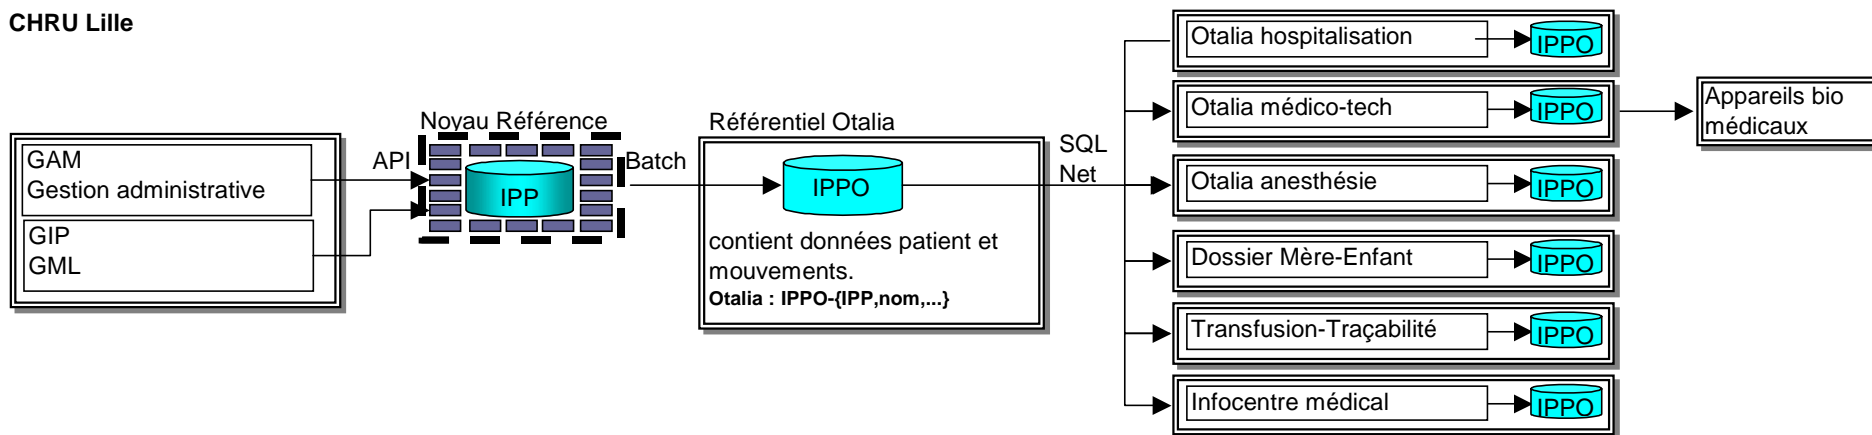 CHRU Lille
GAM
Gestion administrative
GIP
GML
API
Noyau Référence
IPP
Batch
Référentiel Otalia
IPPO
contient données patient et
mouvements.
Otalia : IPPO-{IPP,nom,...}
SQL
Net
Otalia hospitalisation
IPPO
Otalia médico-tech
IPPO
Otalia anesthésie
IPPO
Dossier Mère-Enfant
IPPO
Transfusion-Traçabilité
IPPO
Infocentre médical
IPPO
Appareils bio
médicaux